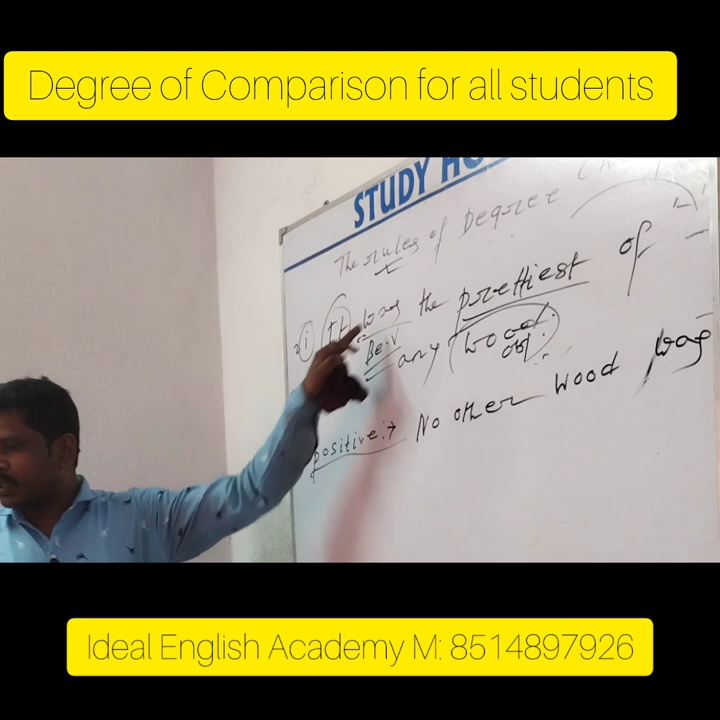 Degree of Comparison for all students
STUDY HO
The rules of Degree
i It was the prettiest of
Be.V any wood.
obj
positive:→ No other wood was
Ideal English Academy M: 8514897926